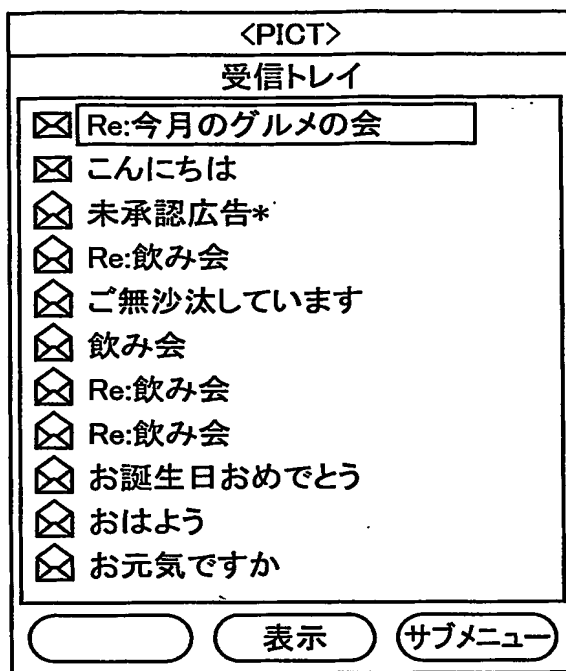 <PICT>
受信トレイ
Re:今月のグルメの会
こんにちは
未承認広告*
Re:飲み会
ご無沙汰しています
飲み会
Re:飲み会
Re:飲み会
お誕生日おめでとう
おはよう
お元気ですか
表示 サブメニュー